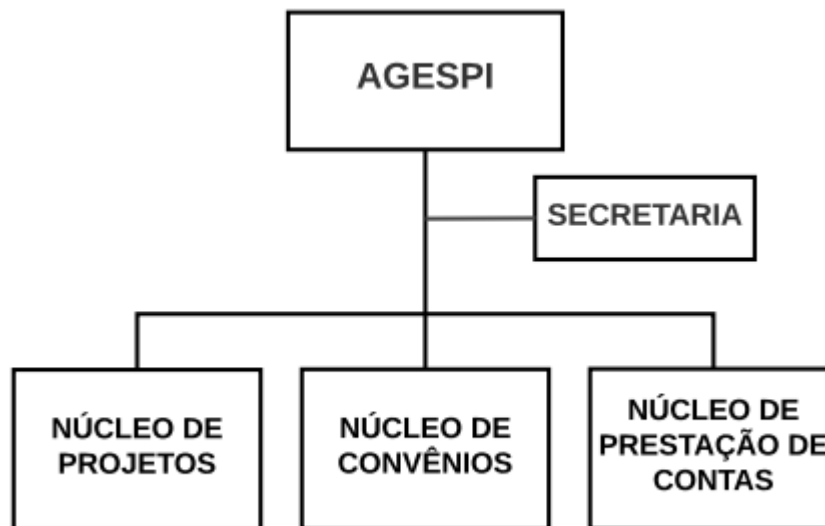 AGESPI
SECRETARIA
NÚCLEO DE
PROJETOS
NÚCLEO DE
CONVÊNIOS
NÚCLEO DE
PRESTAÇÃO DE
CONTAS